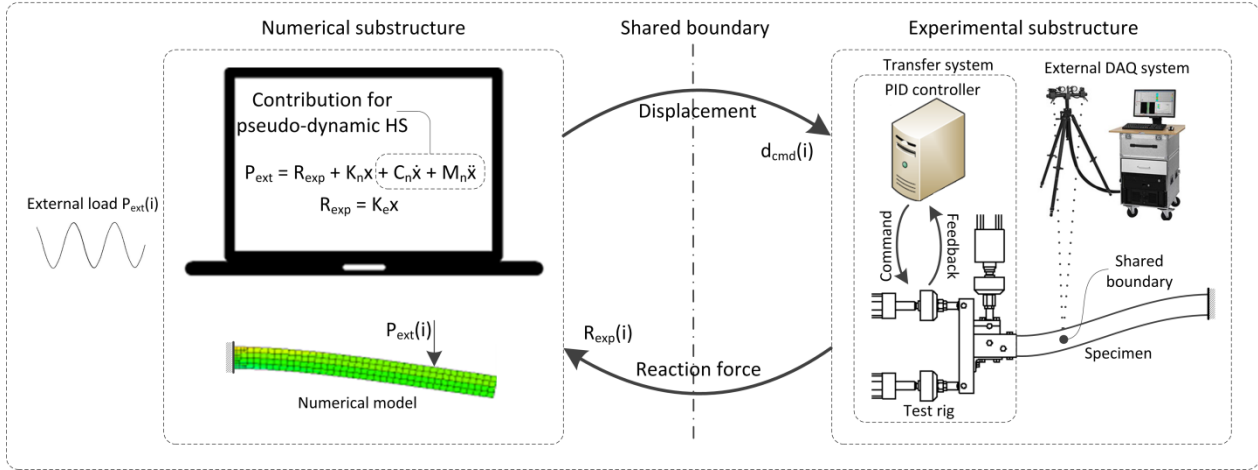 Numerical substructure
Shared boundary
Experimental substructure
Contribution for
pseudo-dynamic HS
P_ext = R_exp + K_nx + C_nẋ + M_nẍ
R_exp = K_ex
External load P_ext(i)
P_ext(i)
Numerical model
Displacement
d_cmd(i)
R_exp(i)
Reaction force
Transfer system
PID controller
External DAQ system
Command
Feedback
Shared
boundary
Specimen
Test rig